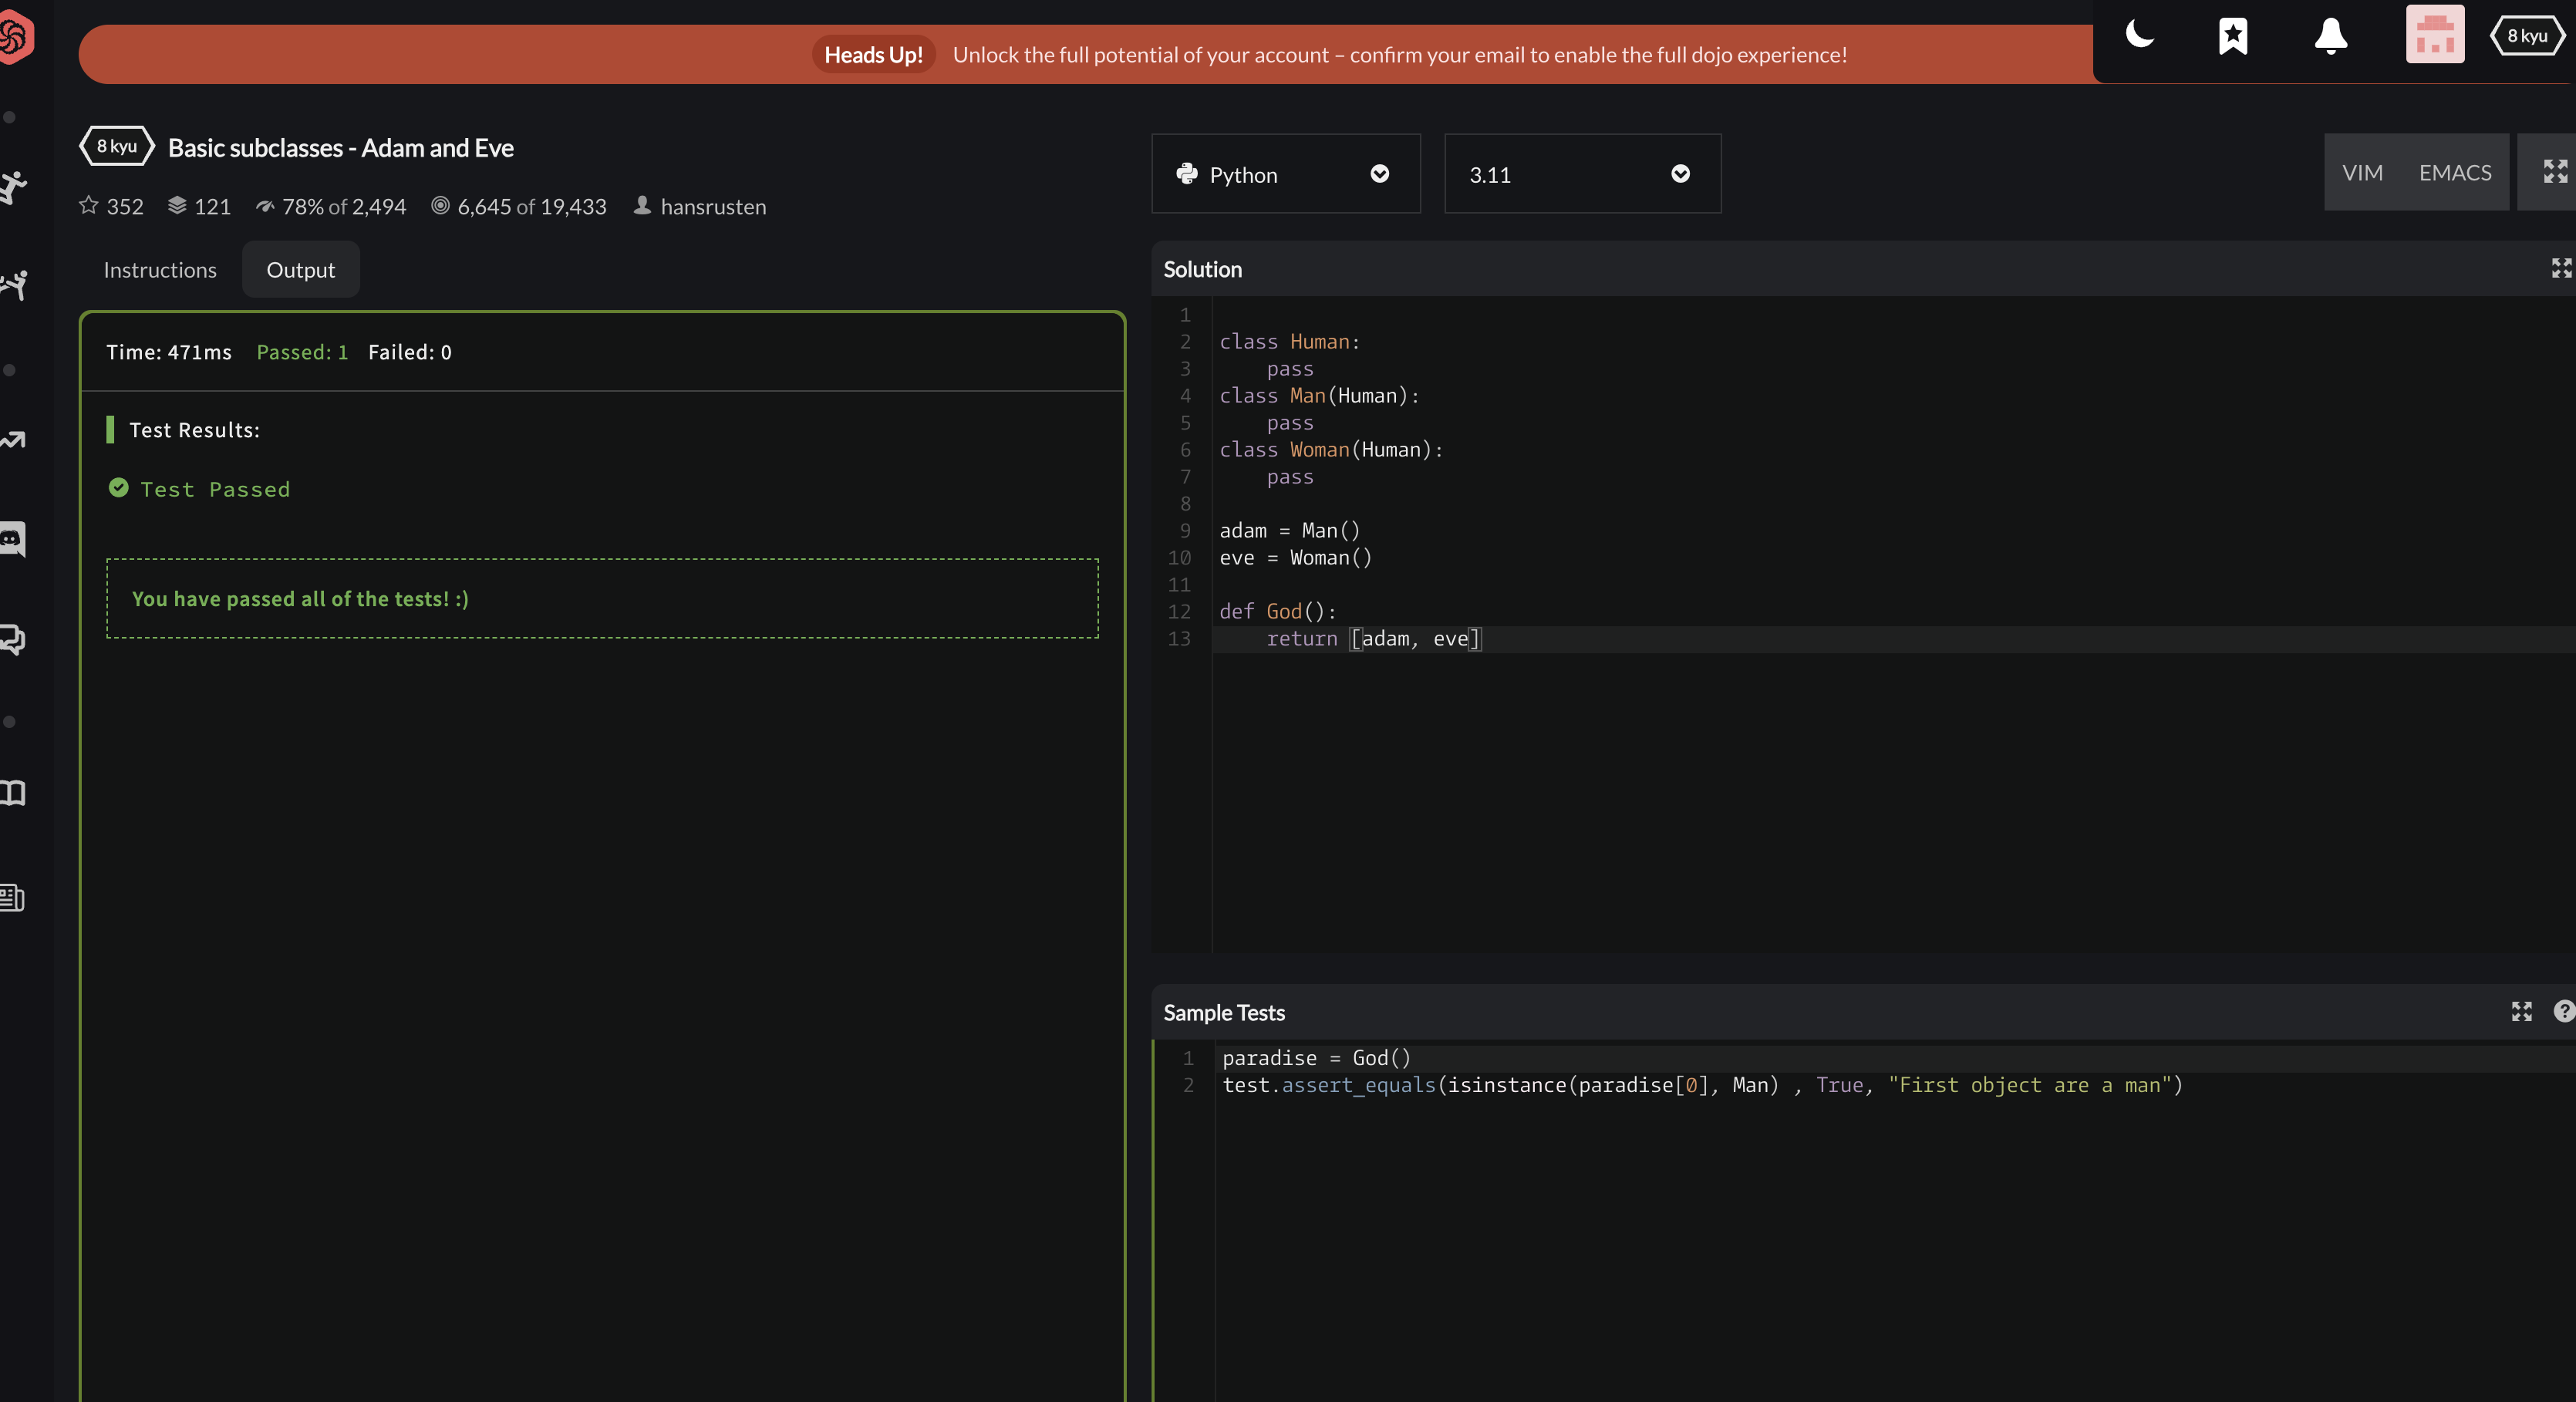 Heads Up! Unlock the full potential of your account – confirm your email to enable the full dojo experience!
8 kyu
8 kyu Basic subclasses - Adam and Eve
352 121 78% of 2,494 6,645 of 19,433 hansrusten
Python
3.11
VIM EMACS
Instructions Output
Time: 471ms Passed: 1 Failed: 0
Test Results:
Test Passed
You have passed all of the tests! :)
Solution
1
2 class Human:
3     pass
4 class Man(Human):
5     pass
6 class Woman(Human):
7     pass
8
9 adam = Man()
10 eve = Woman()
11
12 def God():
13     return [adam, eve]
Sample Tests
?
1 paradise = God()
2 test.assert_equals(isinstance(paradise[0], Man) , True, "First object are a man")